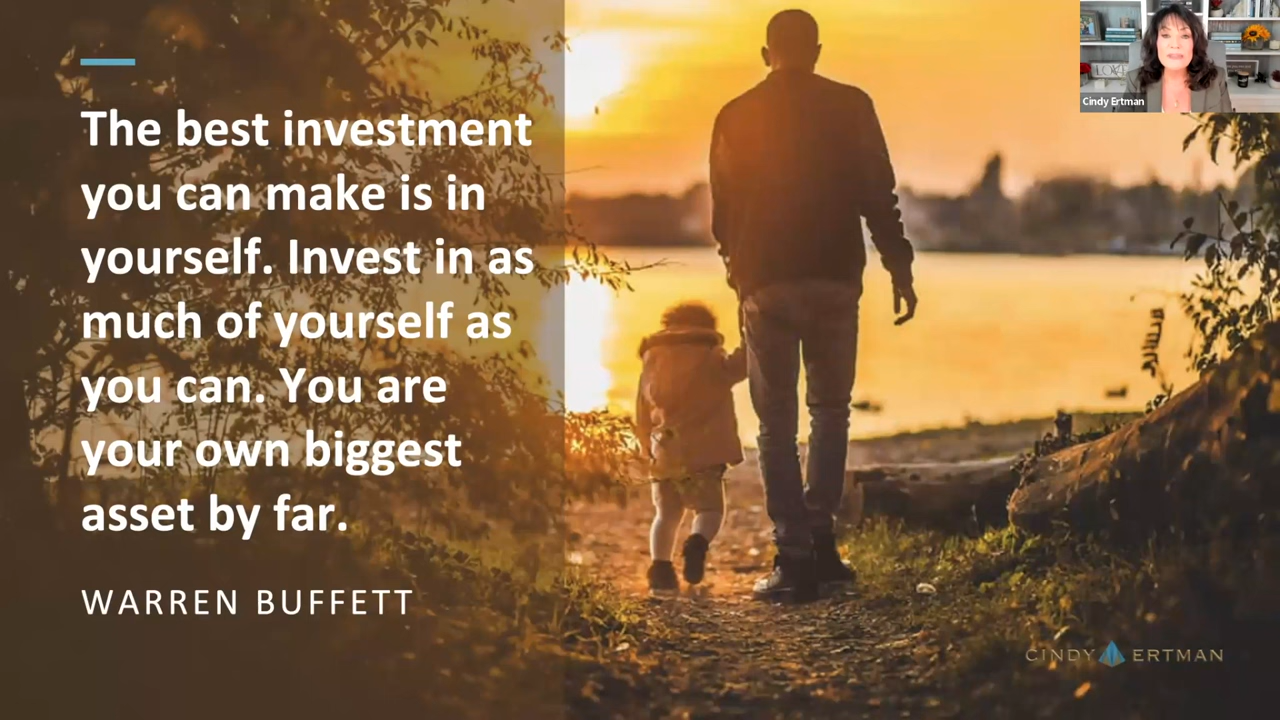 The best investment
you can make is in
yourself. Invest in as
much of yourself as
you can. You are
your own biggest
asset by far.
WARREN BUFFETT
Cindy Ertman
LOVE
CINDY ERTMAN